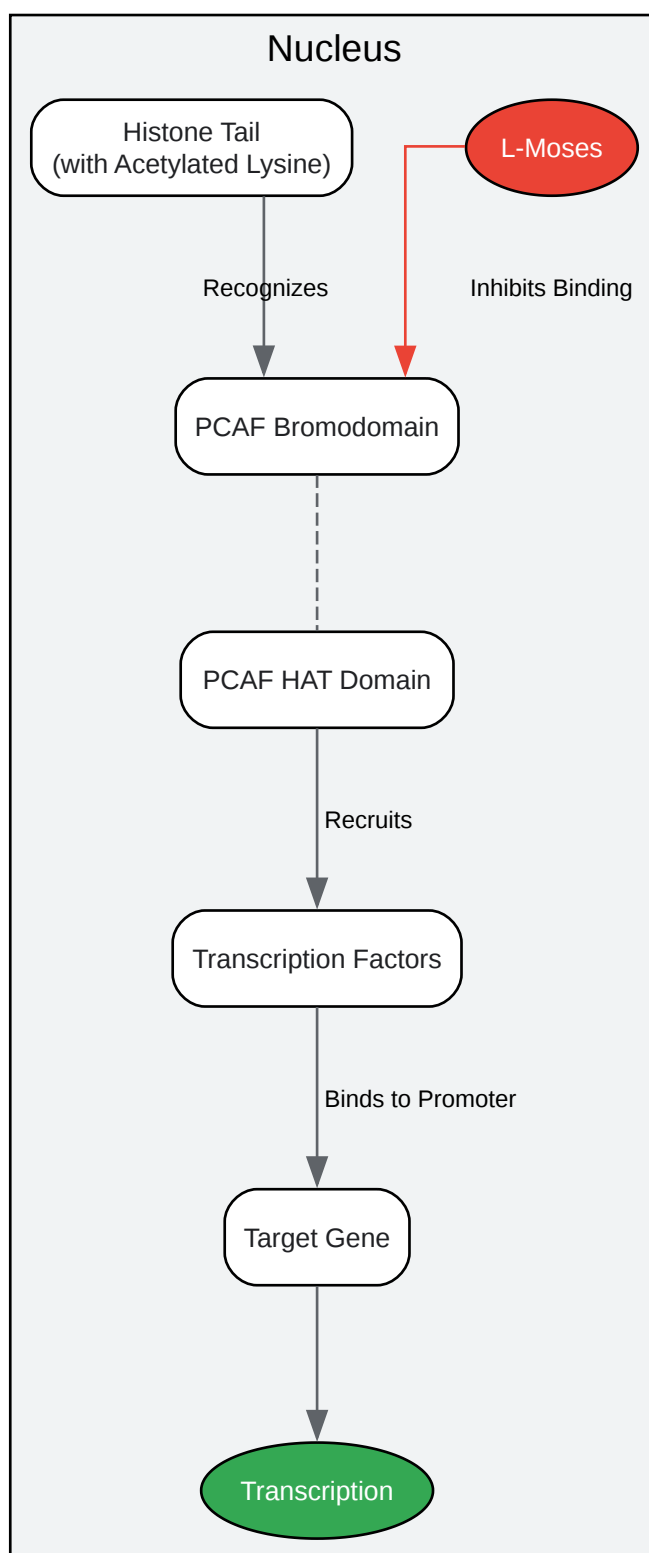 Nucleus
Histone Tail
(with Acetylated Lysine)
L-Moses
Recognizes
Inhibits Binding
PCAF Bromodomain
PCAF HAT Domain
Recruits
Transcription Factors
Binds to Promoter
Target Gene
Transcription